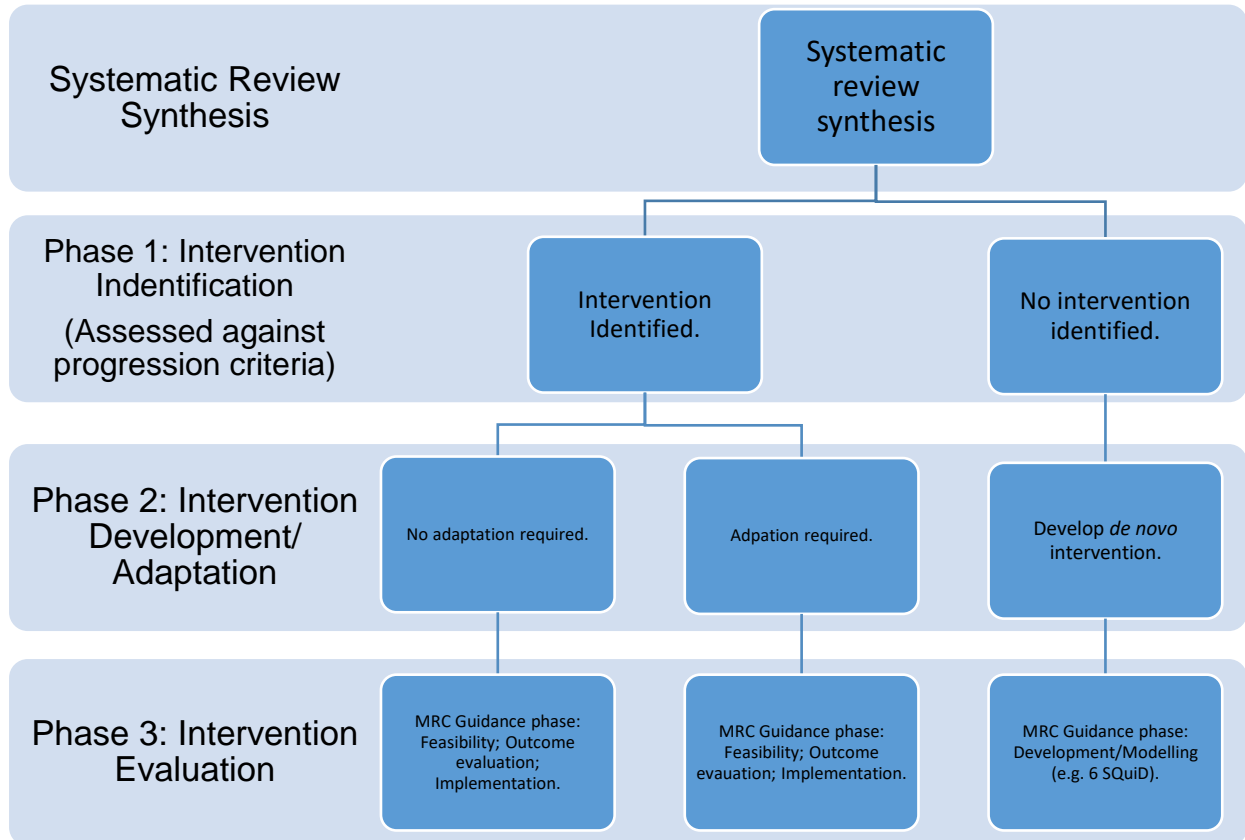 Systematic Review
Synthesis
Systematic
review
synthesis
Phase 1: Intervention
Indentification
(Assessed against
progression criteria)
Intervention
Identified.
No intervention
identified.
Phase 2: Intervention
Development/
Adaptation
No adaptation required.
Adpation required.
Develop de novo
intervention.
Phase 3: Intervention
Evaluation
MRC Guidance phase:
Feasibility; Outcome
evaluation;
Implementation.
MRC Guidance phase:
Feasibility; Outcome
evauation; Implementation.
MRC Guidance phase:
Development/Modelling
(e.g. 6 SQuiD).